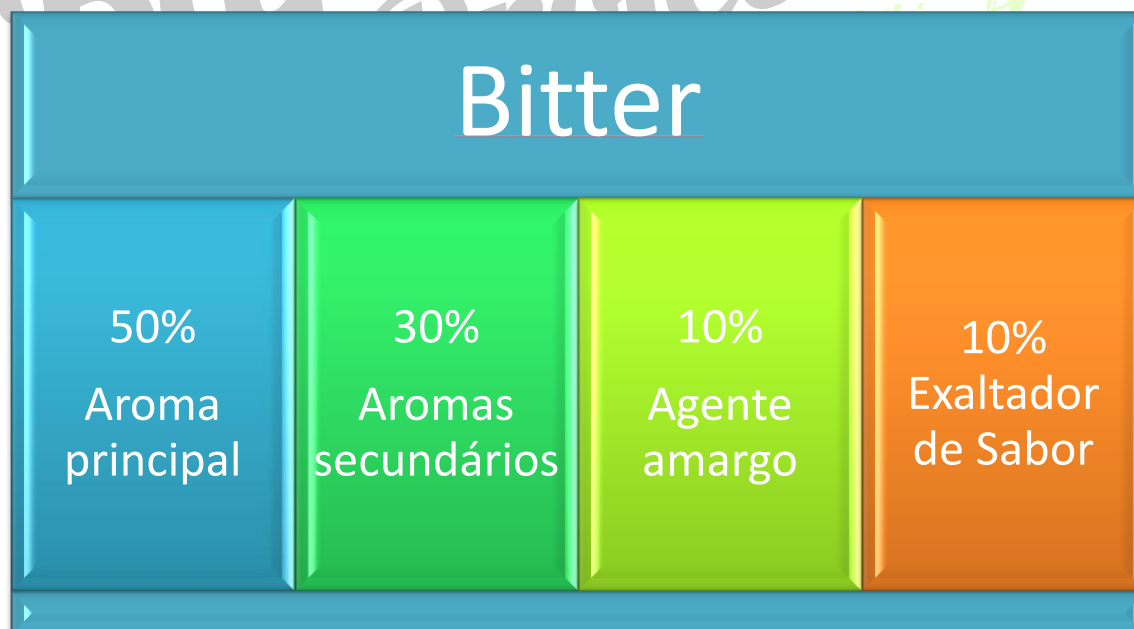 Bitter
50%
Aroma
principal
30%
Aromas
secundários
10%
Agente
amargo
10%
Exaltador
de Sabor